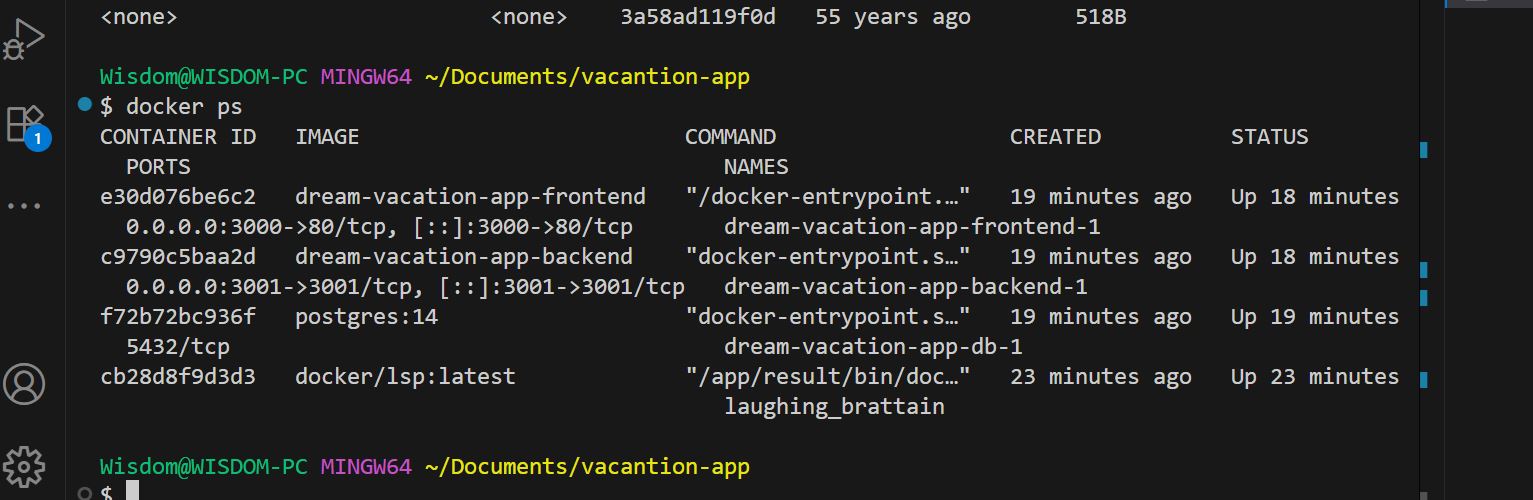 <none> <none> 3a58ad119f0d 55 years ago 518B
Wisdom@WISDOM-PC MINGW64 ~/Documents/vacantion-app
$ docker ps
CONTAINER ID IMAGE COMMAND CREATED STATUS
PORTS NAMES
e30d076be6c2 dream-vacation-app-frontend "/docker-entrypoint.…" 19 minutes ago Up 18 minutes
0.0.0.0:3000->80/tcp, [::]:3000->80/tcp dream-vacation-app-frontend-1
c9790c5baa2d dream-vacation-app-backend "docker-entrypoint.s…" 19 minutes ago Up 18 minutes
0.0.0.0:3001->3001/tcp, [::]:3001->3001/tcp dream-vacation-app-backend-1
f72b72bc936f postgres:14 "docker-entrypoint.s…" 19 minutes ago Up 19 minutes
5432/tcp dream-vacation-app-db-1
cb28d8f9d3d3 docker/lsp:latest "/app/result/bin/doc…" 23 minutes ago Up 23 minutes
laughing_brattain
Wisdom@WISDOM-PC MINGW64 ~/Documents/vacantion-app
$
1